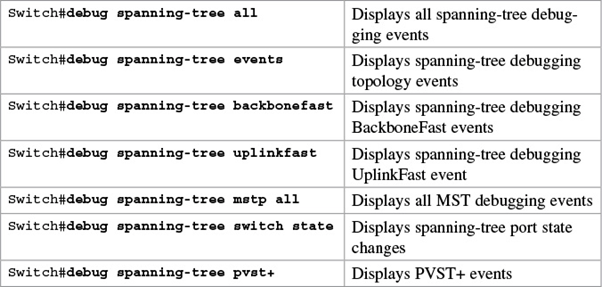 Switch#debug spanning-tree all
Displays all spanning-tree debug-
ging events
Switch#debug spanning-tree events
Displays spanning-tree debugging
topology events
Switch#debug spanning-tree backbonefast
Displays spanning-tree debugging
BackboneFast events
Switch#debug spanning-tree uplinkfast
Displays spanning-tree debugging
UplinkFast event
Switch#debug spanning-tree mstp all
Displays all MST debugging events
Switch#debug spanning-tree switch state
Displays spanning-tree port state
changes
Switch#debug spanning-tree pvst+
Displays PVST+ events